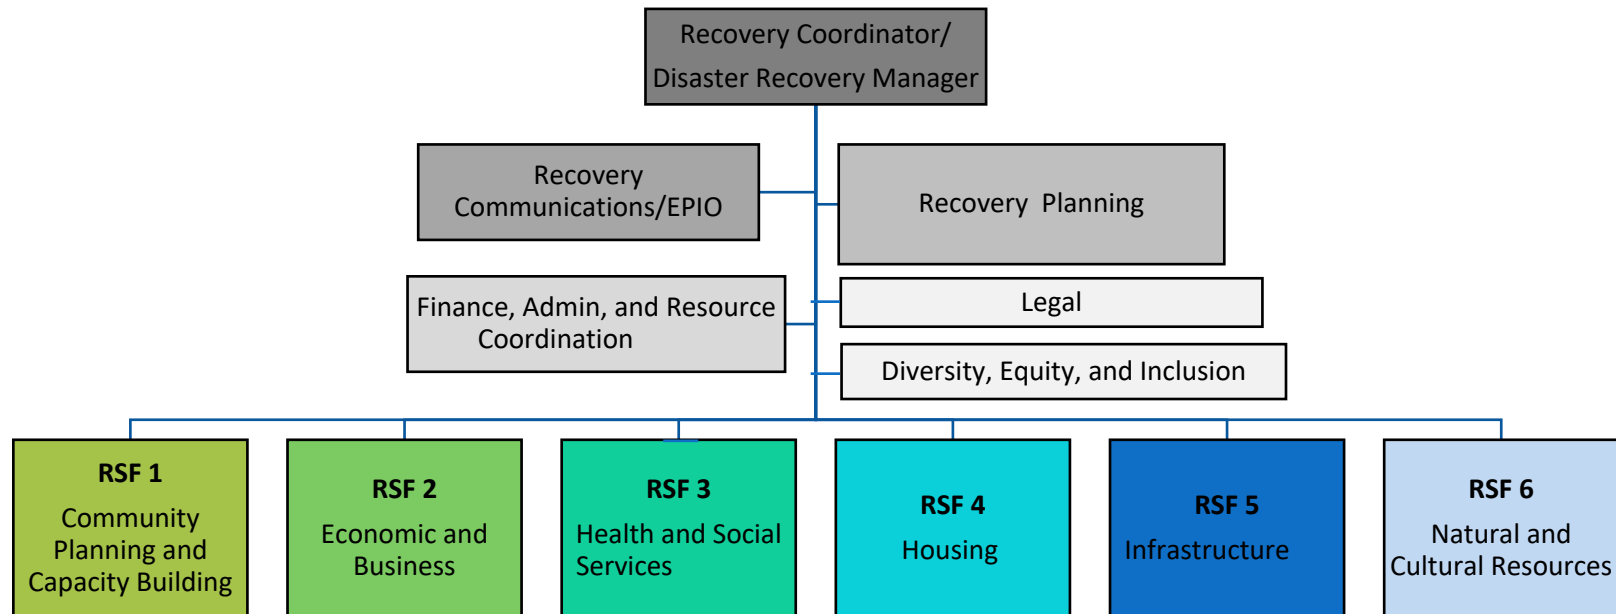 Recovery Coordinator/
Disaster Recovery Manager
Recovery
Communications/EPIO
Recovery Planning
Finance, Admin, and Resource
Coordination
Legal
Diversity, Equity, and Inclusion
RSF 1
Community
Planning and
Capacity Building
RSF 2
Economic and
Business
RSF 3
Health and Social
Services
RSF 4
Housing
RSF 5
Infrastructure
RSF 6
Natural and
Cultural Resources